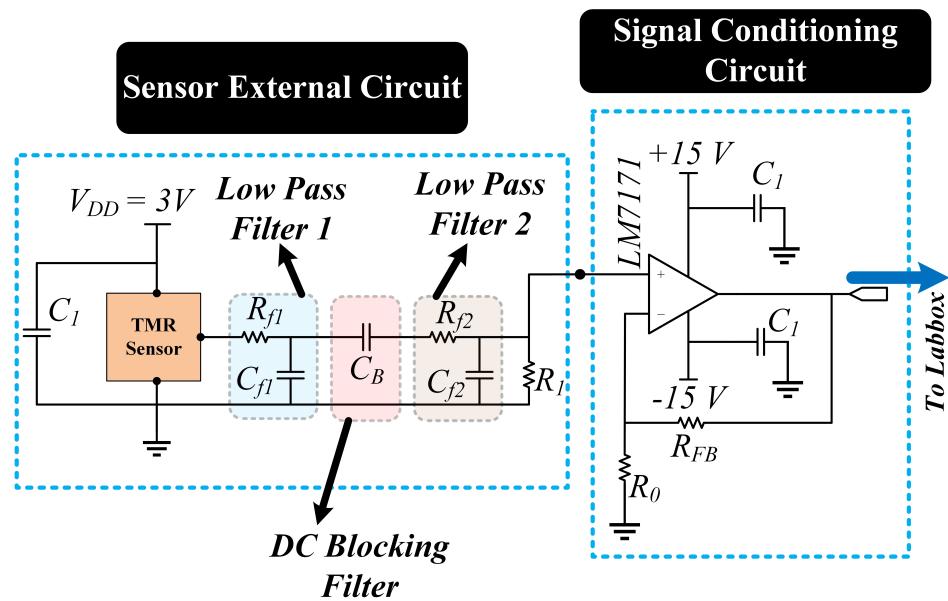 Sensor External Circuit
Signal Conditioning
Circuit
V_DD = 3V
Low Pass
Filter 1
Low Pass
Filter 2
C_1
TMR
Sensor
R_f1
C_f1
C_B
R_f2
C_f2
R_1
DC Blocking
Filter
LM7171
+15 V
C_1
+
−
C_1
-15 V
R_FB
R_0
To Labbox